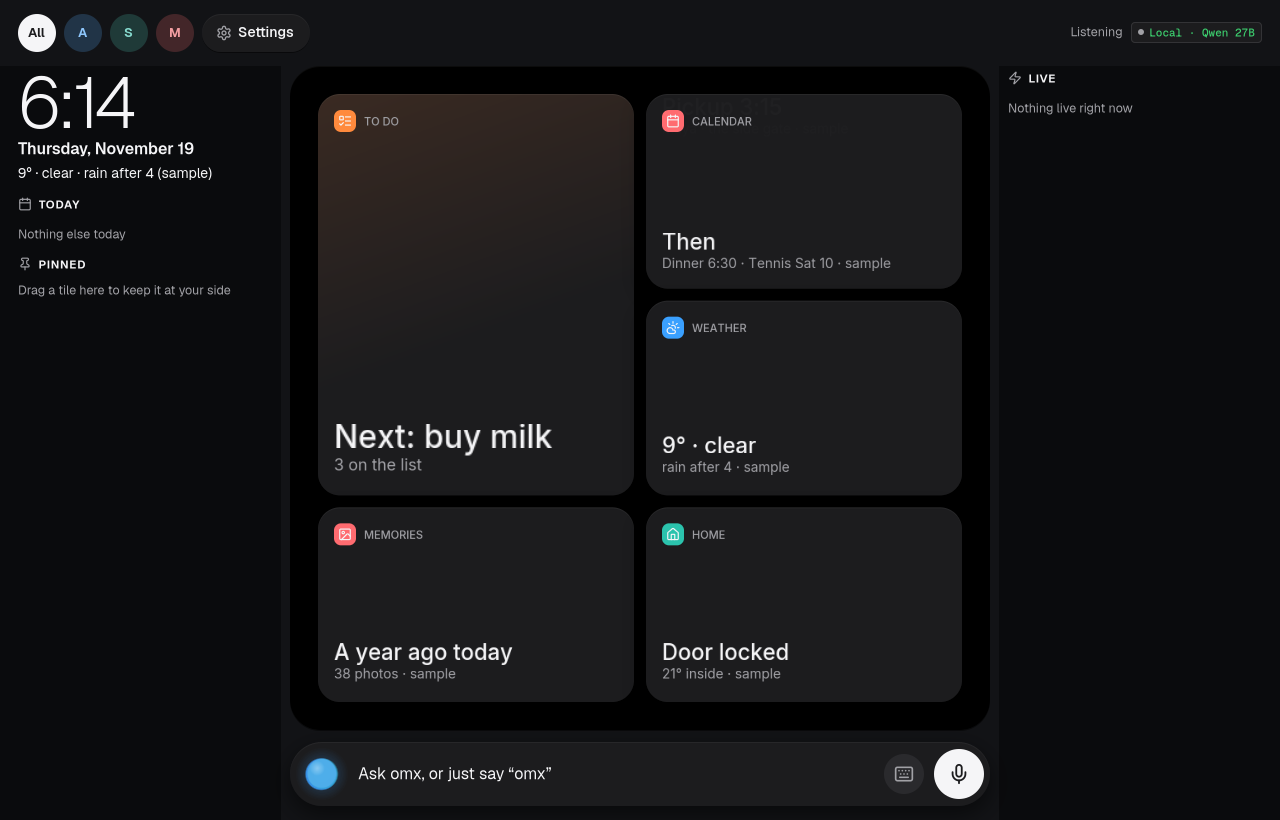 All
A
S
M
Settings
Listening
Local · Qwen 27B
6:14
Thursday, November 19
9° · clear · rain after 4 (sample)
TODAY
Nothing else today
PINNED
Drag a tile here to keep it at your side
TO DO
Next: buy milk
3 on the list
Pickup 3:15
CALENDAR
Then
Dinner 6:30 · Tennis Sat 10 · sample
WEATHER
9° · clear
rain after 4 · sample
MEMORIES
A year ago today
38 photos · sample
HOME
Door locked
21° inside · sample
LIVE
Nothing live right now
Ask omx, or just say “omx”